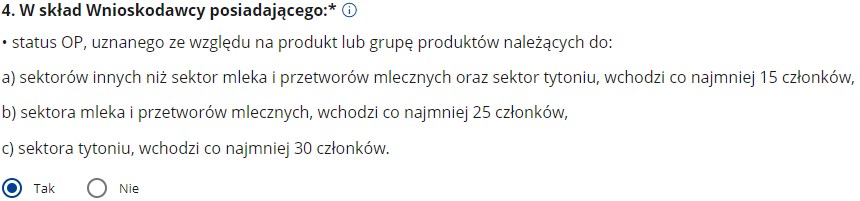 4. W skład Wnioskodawcy posiadającego:*
• status OP, uznanego ze względu na produkt lub grupę produktów należących do:
a) sektorów innych niż sektor mleka i przetworów mlecznych oraz sektor tytoniu, wchodzi co najmniej 15 członków,
b) sektora mleka i przetworów mlecznych, wchodzi co najmniej 25 członków,
c) sektora tytoniu, wchodzi co najmniej 30 członków.
Tak Nie